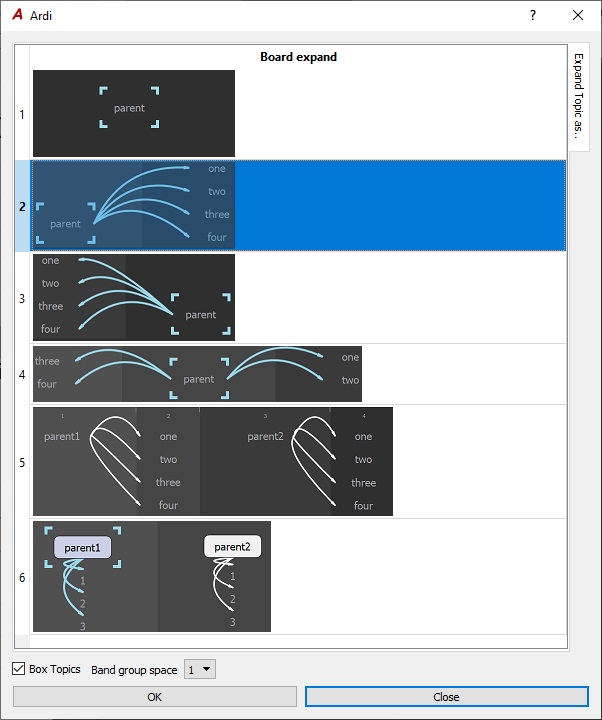 Ardi
Board expand
Expand Topic as..
1
parent
2
parent
one
two
three
four
3
one
two
three
four
parent
4
three
four
parent
one
two
5
1 2 3 4
parent1 one parent2 one
two two
three three
four four
6
parent1 parent2
1 1
2 2
3 3
Box Topics Band group space 1
OK Close